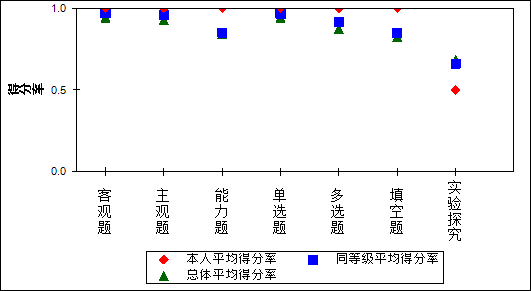 1.0
得分率
0.5
0.0
客观题
主观题
能力题
单选题
多选题
填空题
实验探究
本人平均得分率 同等级平均得分率
总体平均得分率